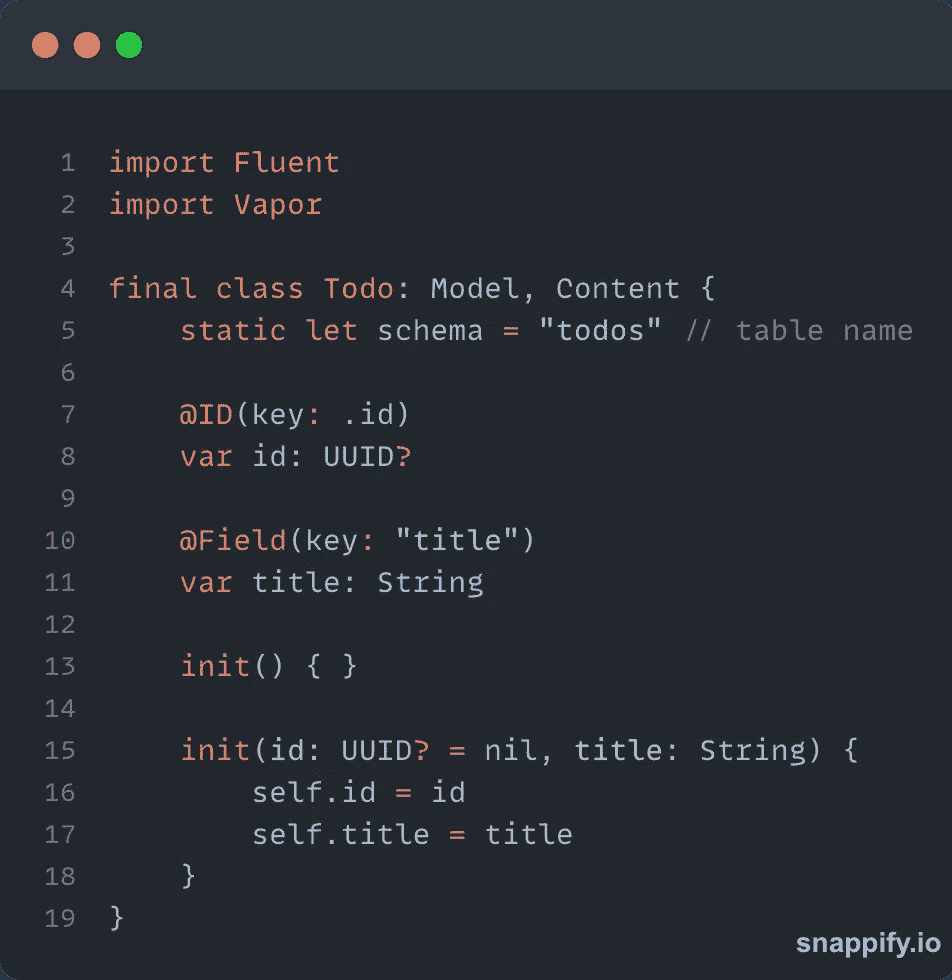 1 import Fluent
2 import Vapor
3
4 final class Todo: Model, Content {
5     static let schema = "todos" // table name
6
7     @ID(key: .id)
8     var id: UUID?
9
10     @Field(key: "title")
11     var title: String
12
13     init() { }
14
15     init(id: UUID? = nil, title: String) {
16         self.id = id
17         self.title = title
18     }
19 }
snappify.io